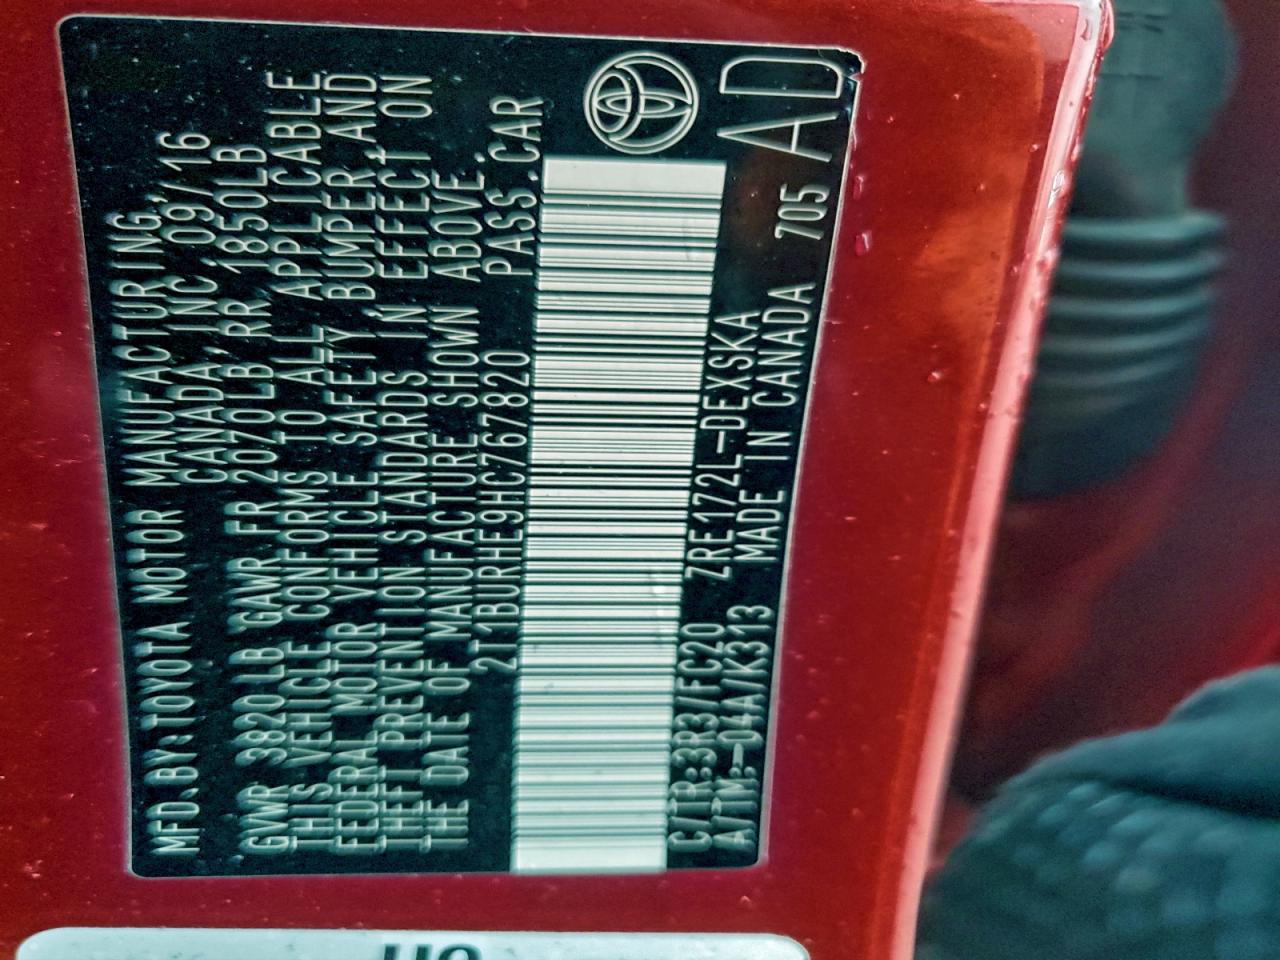 MFD.BY:TOYOTA MOTOR MANUFACTURING,
CANADA, INC 09/16
GVWR 3820 LB GAWR FR 2070LB, RR 1850LB
THIS VEHICLE CONFORMS TO ALL APPLICABLE
FEDERAL MOTOR VEHICLE SAFETY, BUMPER, AND
THEFT PREVENTION STANDARDS IN EFFECT ON
THE DATE OF MANUFACTURE SHOWN ABOVE.
2T1BURHE9HC767820 PASS.CAR
C/TR:3R3/FC20 ZRE172L-DEXSKA
A/TM:-04A/K313 MADE IN CANADA 705 AD